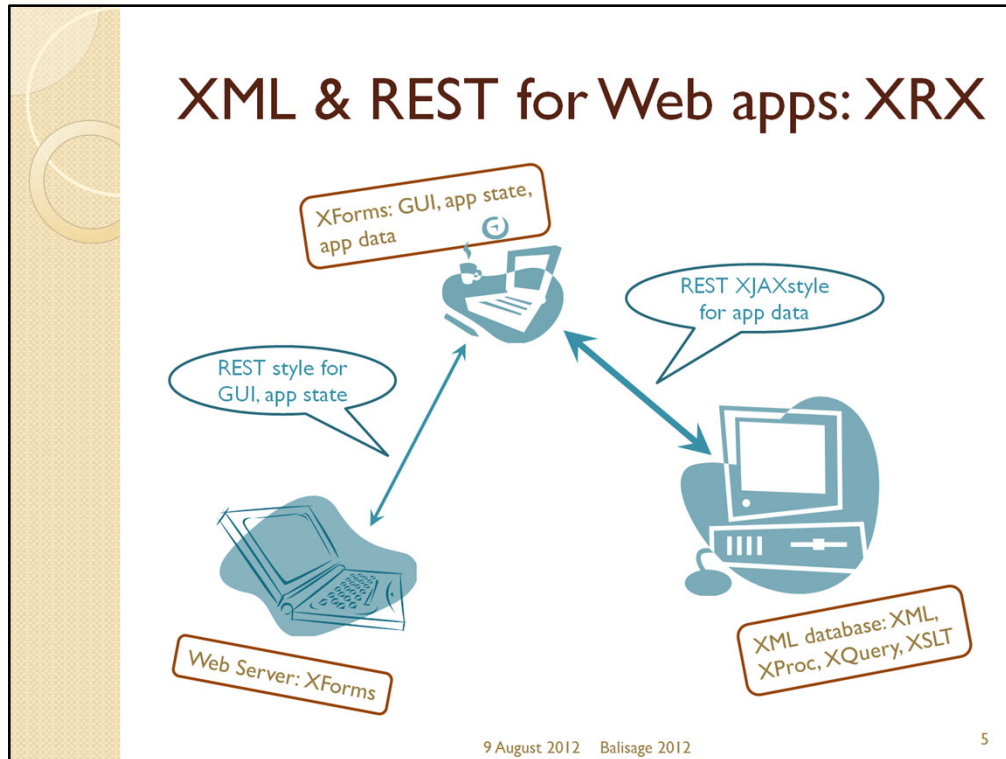 XML & REST for Web apps: XRX
XForms: GUI, app state,
app data
REST XJAXstyle
for app data
REST style for
GUI, app state
Web Server: XForms
XML database: XML,
XProc, XQuery, XSLT
9 August 2012 Balisage 2012
5